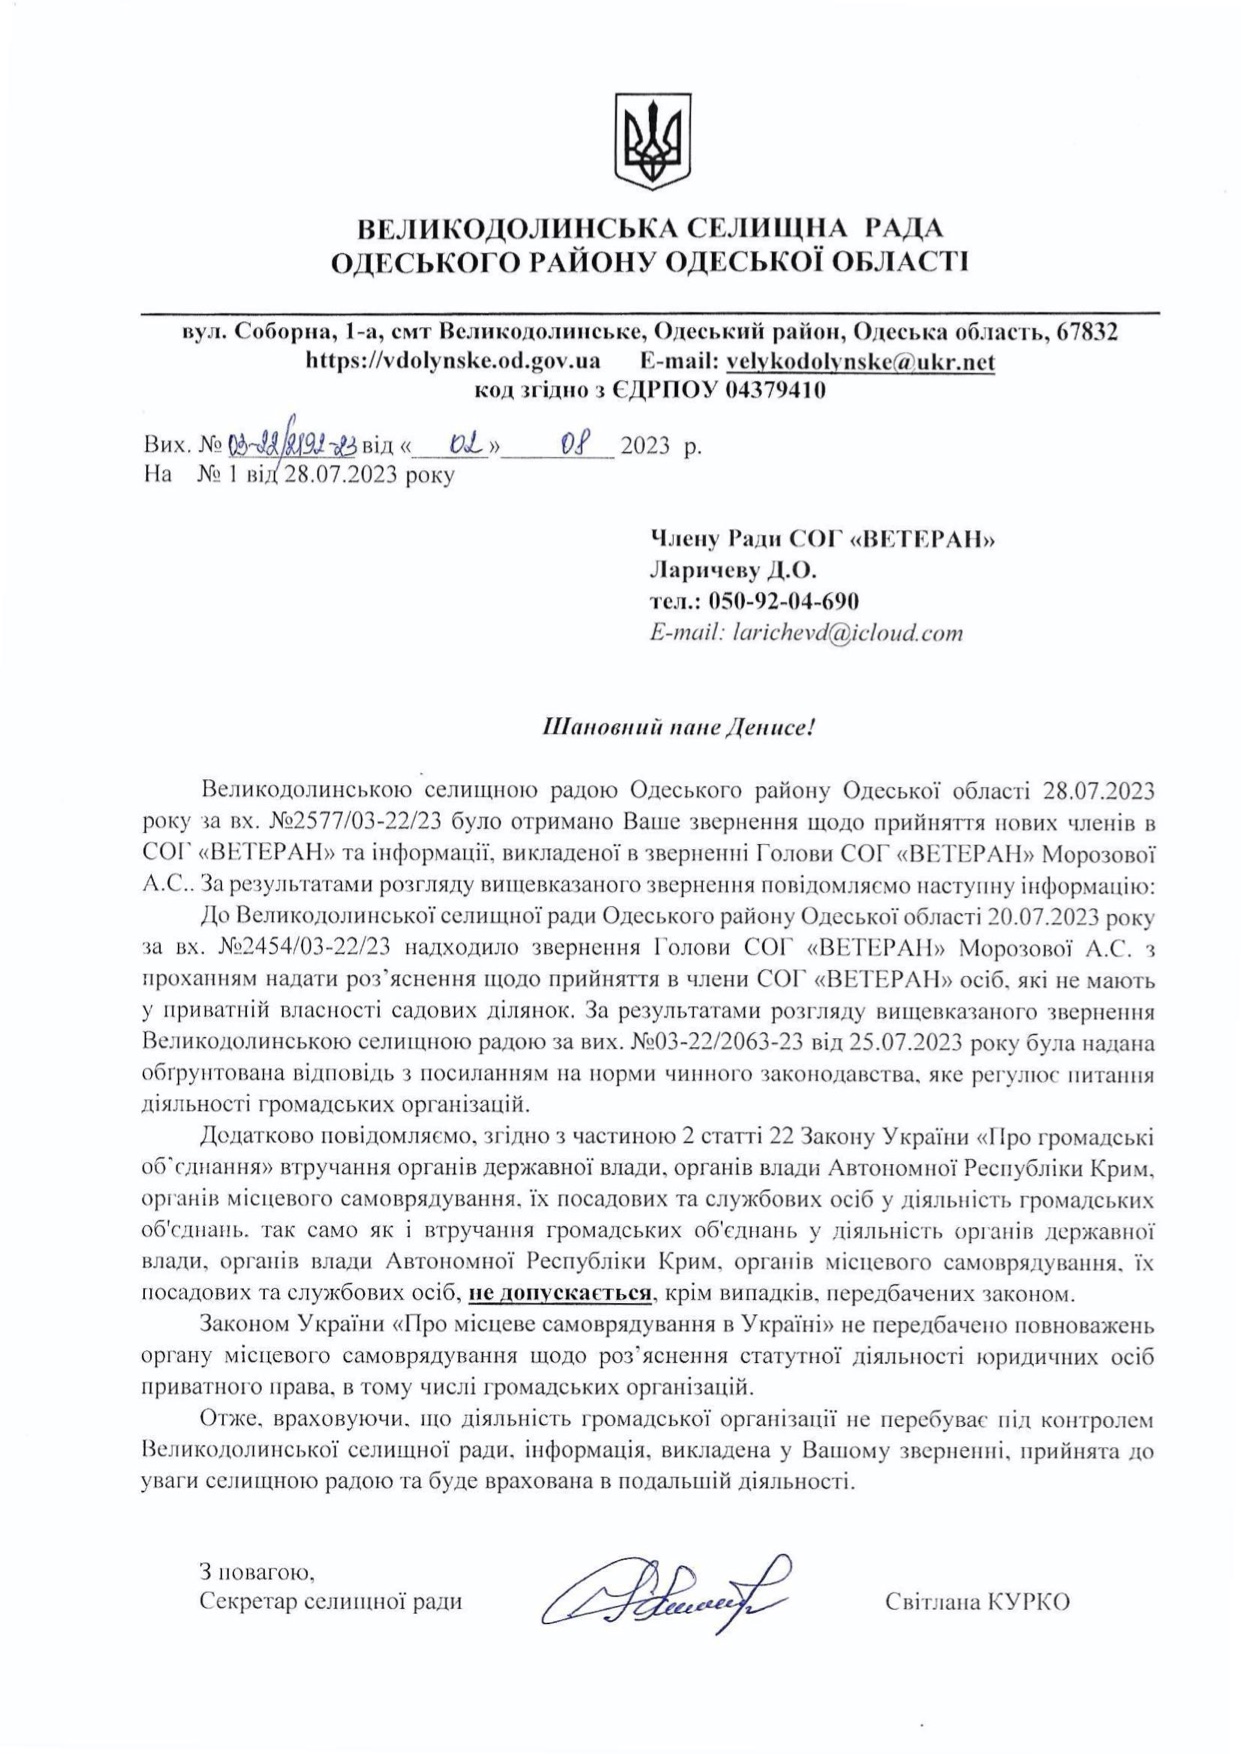 ВЕЛИКОДОЛИНСЬКА СЕЛИЩНА РАДА
ОДЕСЬКОГО РАЙОНУ ОДЕСЬКОЇ ОБЛАСТІ
вул. Соборна, 1-а, смт Великодолинське, Одеський район, Одеська область, 67832
https://vdolynske.od.gov.ua E-mail: velykodolynske@ukr.net
код згідно з ЄДРПОУ 04379410
Вих. № 03-22/2192-23 від « 02 » 08 2023 р.
На № 1 від 28.07.2023 року
Члену Ради СОГ «ВЕТЕРАН»
Ларичеву Д.О.
тел.: 050-92-04-690
E-mail: larichevd@icloud.com
Шановний пане Денисе!
Великодолинською селищною радою Одеського району Одеської області 28.07.2023
року за вх. №2577/03-22/23 було отримано Ваше звернення щодо прийняття нових членів в
СОГ «ВЕТЕРАН» та інформації, викладеної в зверненні Голови СОГ «ВЕТЕРАН» Морозової
А.С.. За результатами розгляду вищевказаного звернення повідомляємо наступну інформацію:
До Великодолинської селищної ради Одеського району Одеської області 20.07.2023 року
за вх. №2454/03-22/23 надходило звернення Голови СОГ «ВЕТЕРАН» Морозової А.С. з
проханням надати роз’яснення щодо прийняття в члени СОГ «ВЕТЕРАН» осіб, які не мають
у приватній власності садових ділянок. За результатами розгляду вищевказаного звернення
Великодолинською селищною радою за вих. №03-22/2063-23 від 25.07.2023 року була надана
обґрунтована відповідь з посиланням на норми чинного законодавства, яке регулює питання
діяльності громадських організацій.
Додатково повідомляємо, згідно з частиною 2 статті 22 Закону України «Про громадські
об’єднання» втручання органів державної влади, органів влади Автономної Республіки Крим,
органів місцевого самоврядування, їх посадових та службових осіб у діяльність громадських
об'єднань, так само як і втручання громадських об'єднань у діяльність органів державної
влади, органів влади Автономної Республіки Крим, органів місцевого самоврядування, їх
посадових та службових осіб, не допускається, крім випадків, передбачених законом.
Законом України «Про місцеве самоврядування в Україні» не передбачено повноважень
органу місцевого самоврядування щодо роз’яснення статутної діяльності юридичних осіб
приватного права, в тому числі громадських організацій.
Отже, враховуючи, що діяльність громадської організації не перебуває під контролем
Великодолинської селищної ради, інформація, викладена у Вашому зверненні, прийнята до
уваги селищною радою та буде врахована в подальшій діяльності.
З повагою,
Секретар селищної ради Світлана КУРКО